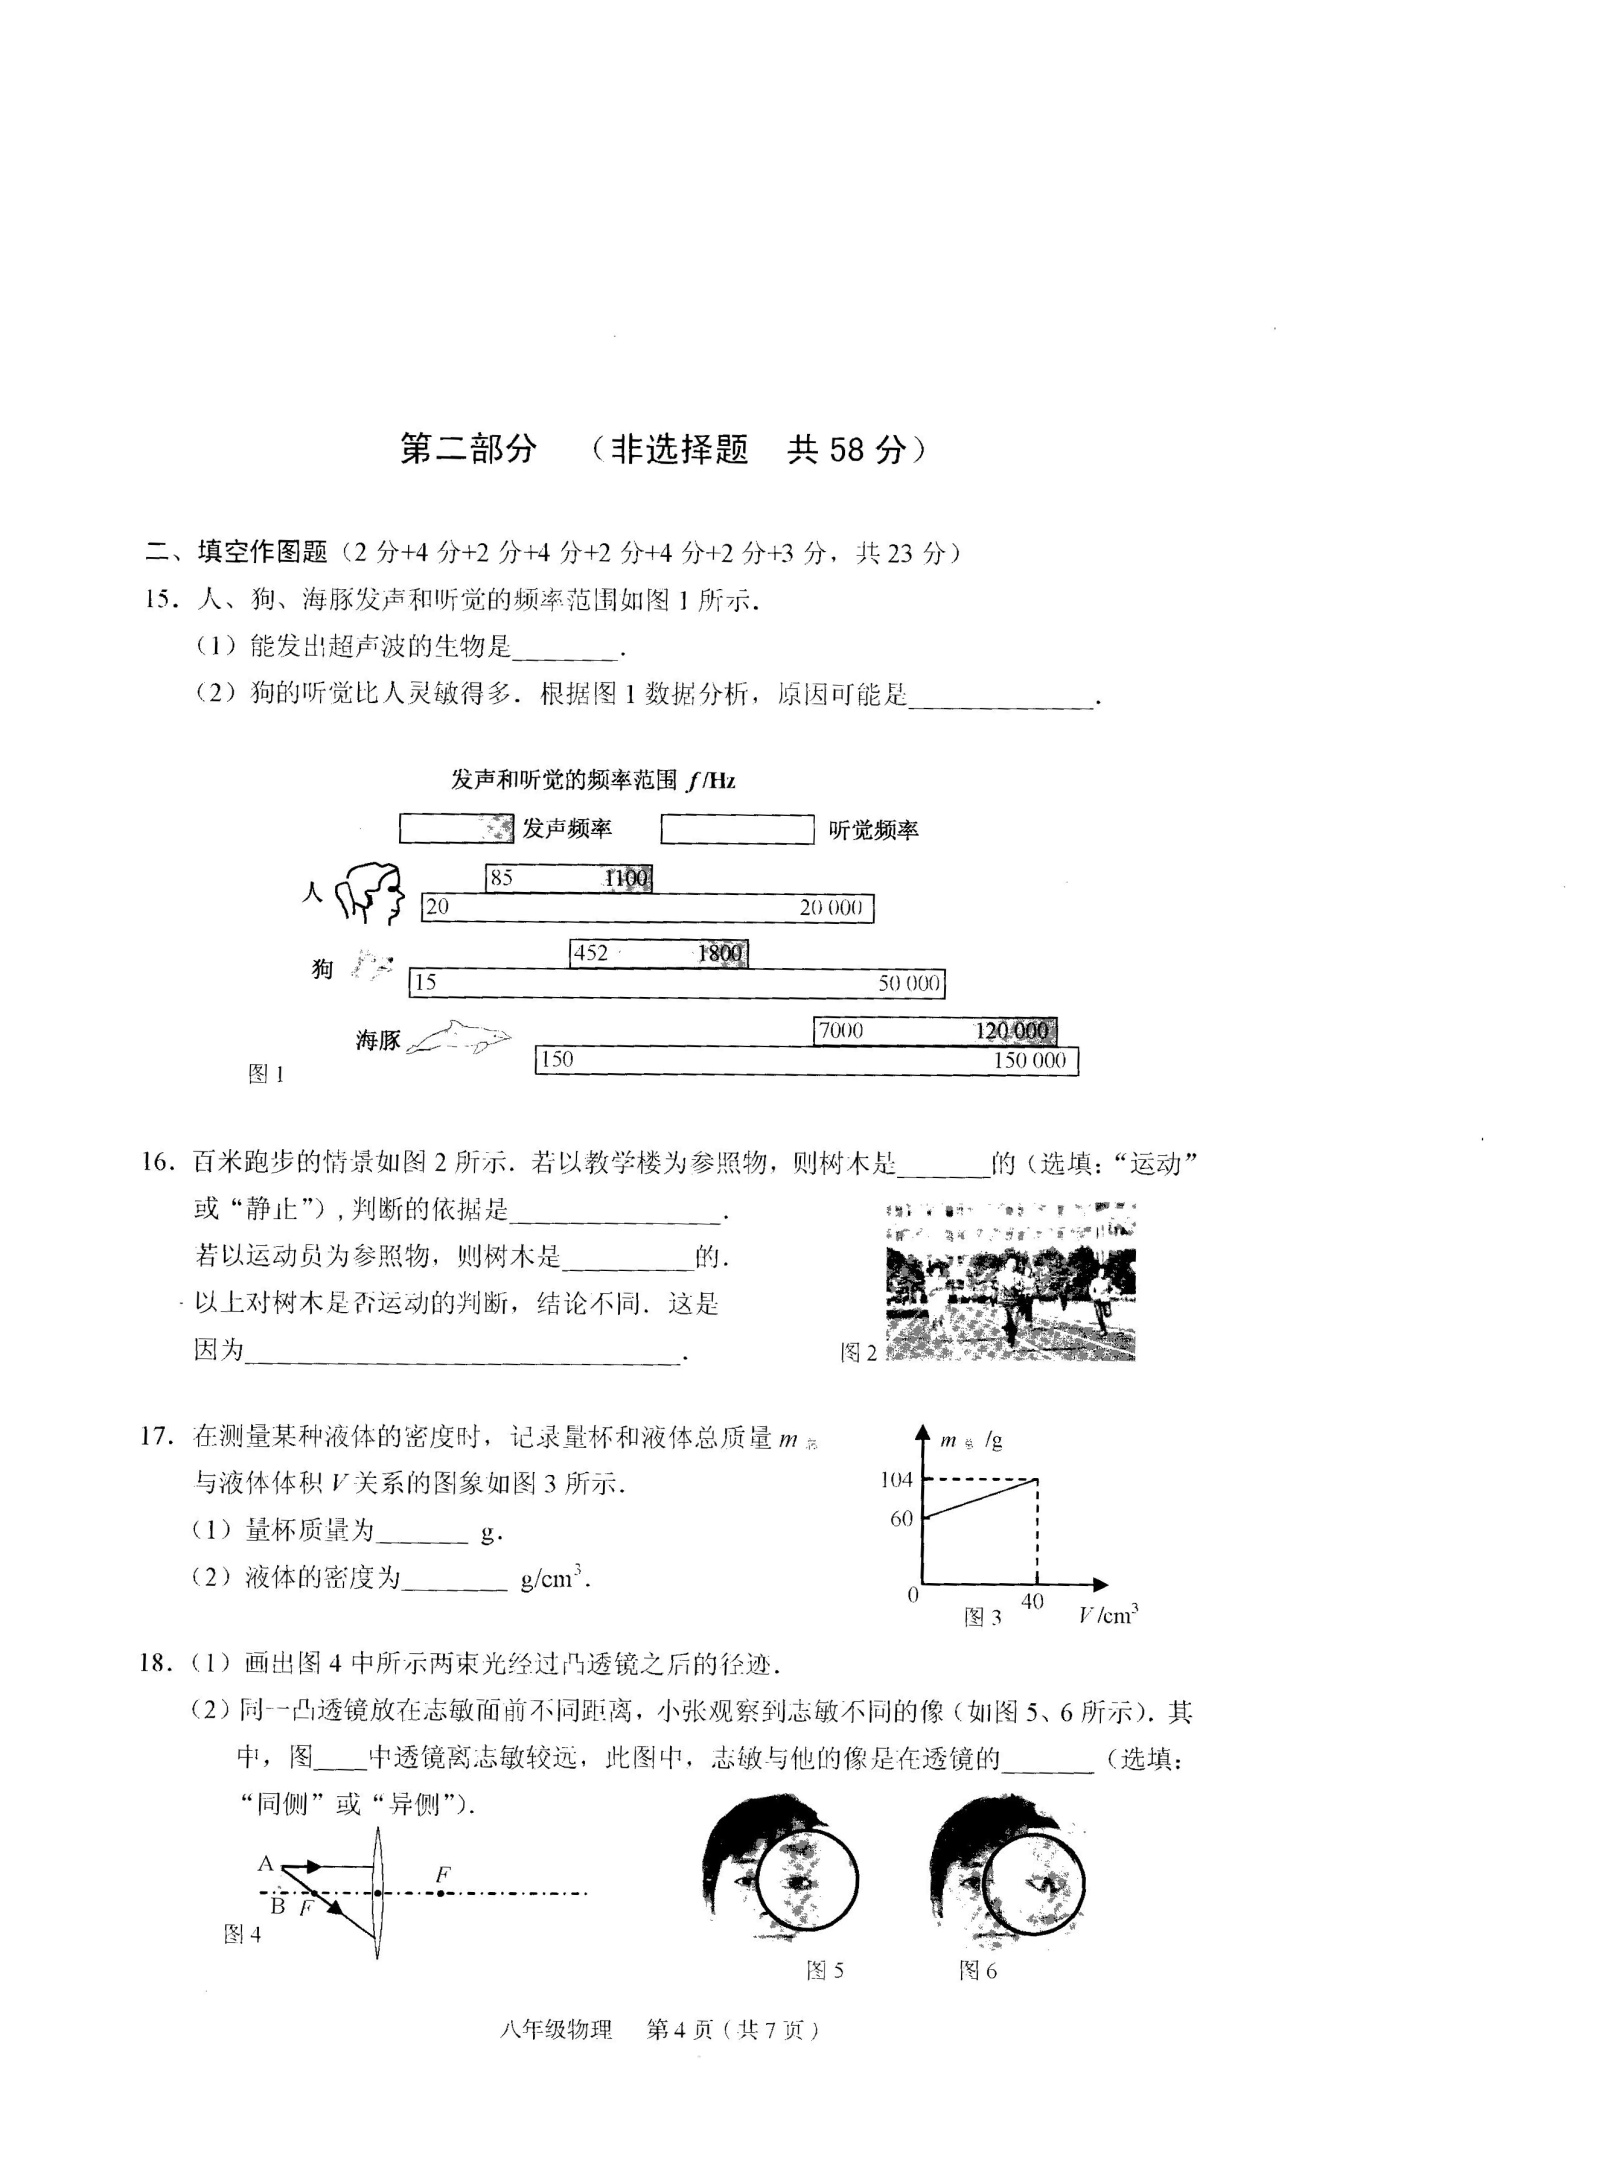 第二部分 （非选择题 共 58 分）
二、填空作图题（2 分+4 分+2 分+4 分+2 分+4 分+2 分+3 分，共 23 分）
15．人、狗、海豚发声和听觉的频率范围如图 1 所示．
（1）能发出超声波的生物是________．
（2）狗的听觉比人灵敏得多．根据图 1 数据分析，原因可能是______________．
发声和听觉的频率范围 f /Hz
发声频率 听觉频率
85 1100
人
20 20 000
452 1800
狗
15 50 000
7000 120 000
海豚
150 150 000
图 1
16．百米跑步的情景如图 2 所示．若以教学楼为参照物，则树木是_______的（选填：“运动”
或“静止”）, 判断的依据是________________．
若以运动员为参照物，则树木是__________的．
以上对树木是否运动的判断，结论不同．这是
因为_________________________________．
图 2
17．在测量某种液体的密度时，记录量杯和液体总质量 m 总
与液体体积 V 关系的图象如图 3 所示．
（1）量杯质量为_______ g．
（2）液体的密度为________ g/cm³．
m 总 /g
104
60
0
40
V /cm³
图 3
18．（1）画出图 4 中所示两束光经过凸透镜之后的径迹．
（2）同一凸透镜放在志敏面前不同距离，小张观察到志敏不同的像（如图 5、6 所示）．其
中，图____中透镜离志敏较远，此图中，志敏与他的像是在透镜的_______（选填：
“同侧”或“异侧”）．
A
F
B F
图 4
图 5
图 6
八年级物理 第 4 页（共 7 页）